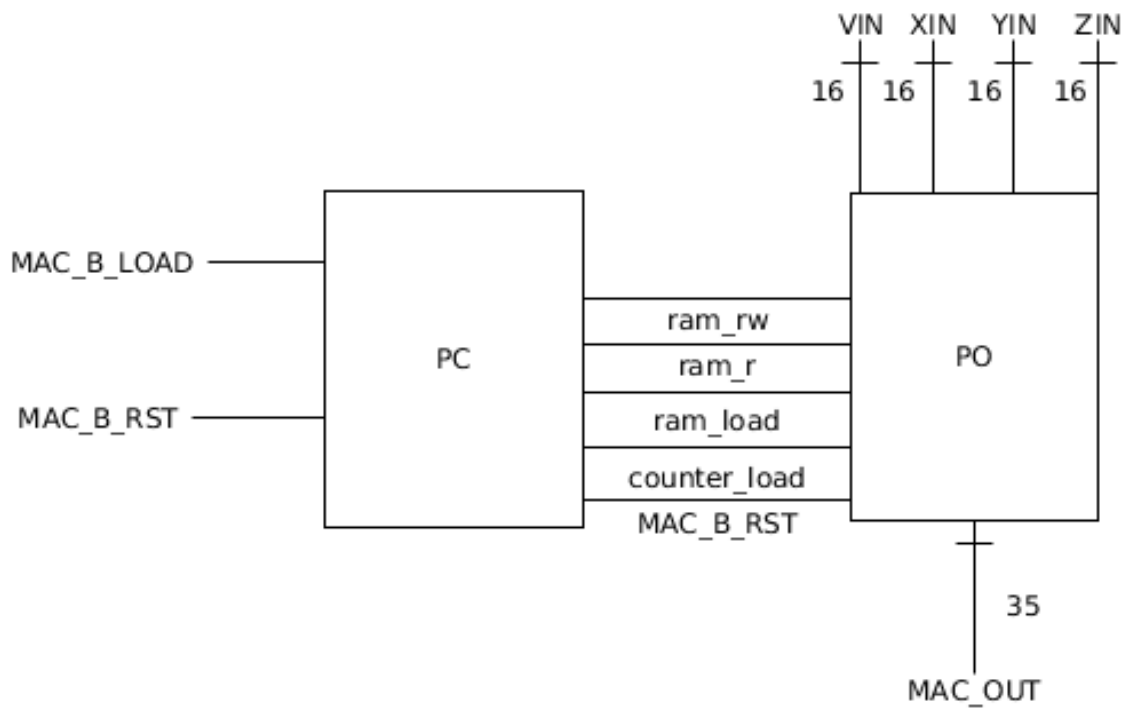 VIN XIN YIN ZIN
16 16 16 16
MAC_B_LOAD
PC
MAC_B_RST
ram_rw
ram_r
ram_load
counter_load
MAC_B_RST
PO
35
MAC_OUT